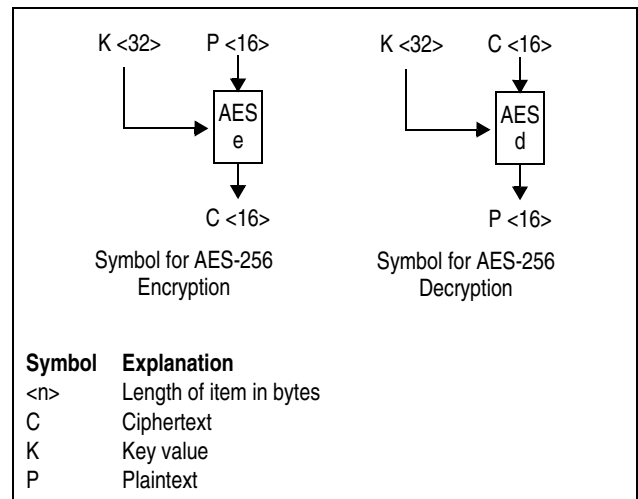 K <32> P <16>
AES
e
C <16>
Symbol for AES-256
Encryption
K <32> C <16>
AES
d
P <16>
Symbol for AES-256
Decryption
Symbol Explanation
<n> Length of item in bytes
C Ciphertext
K Key value
P Plaintext